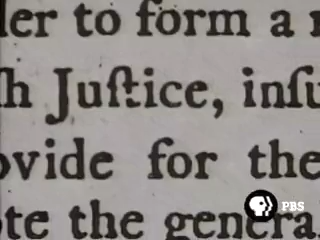 ler to form a r
h Juſtice, inſu
ovide for the
te the genera
PBS